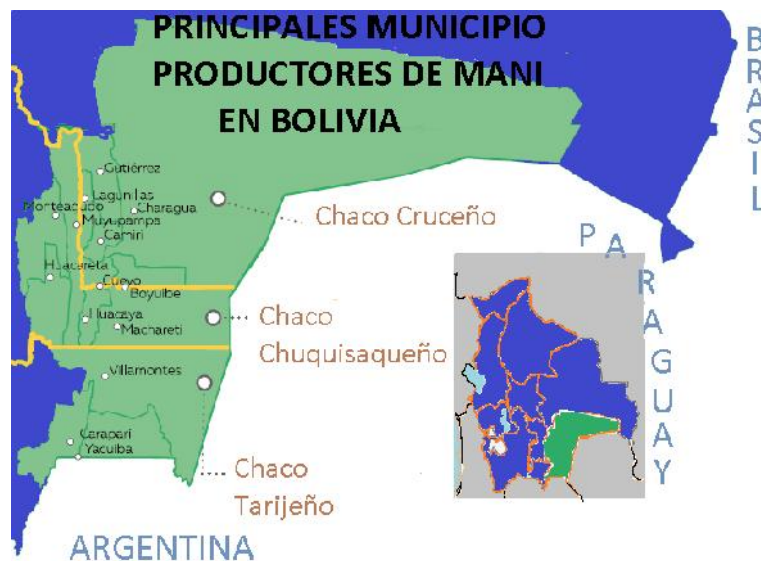 PRINCIPALES MUNICIPIO
PRODUCTORES DE MANI
EN BOLIVIA
BRASIL
Gutiérrez
Lagunillas
Monteagudo
Charagua
Muyupampa
Camiri
Chaco Cruceño
PARAGUAY
Huacareta
Cuevo
Boyuibe
Huacaya
Machareti
Chaco
Chuquisaqueño
Villamontes
Carapari
Yacuiba
Chaco
Tarijeño
ARGENTINA